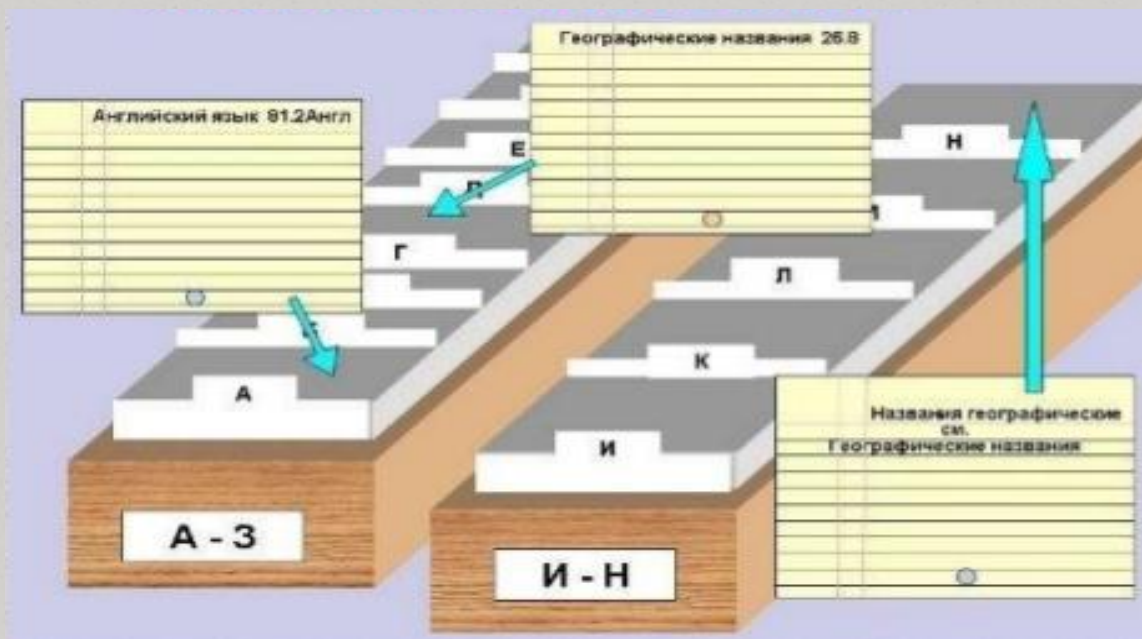 Географические названия 26.8
Английский язык 81.2Англ
Е
Д
Г
А
Н
Л
К
И
Названия географические
см.
Географические названия
А - З
И - Н